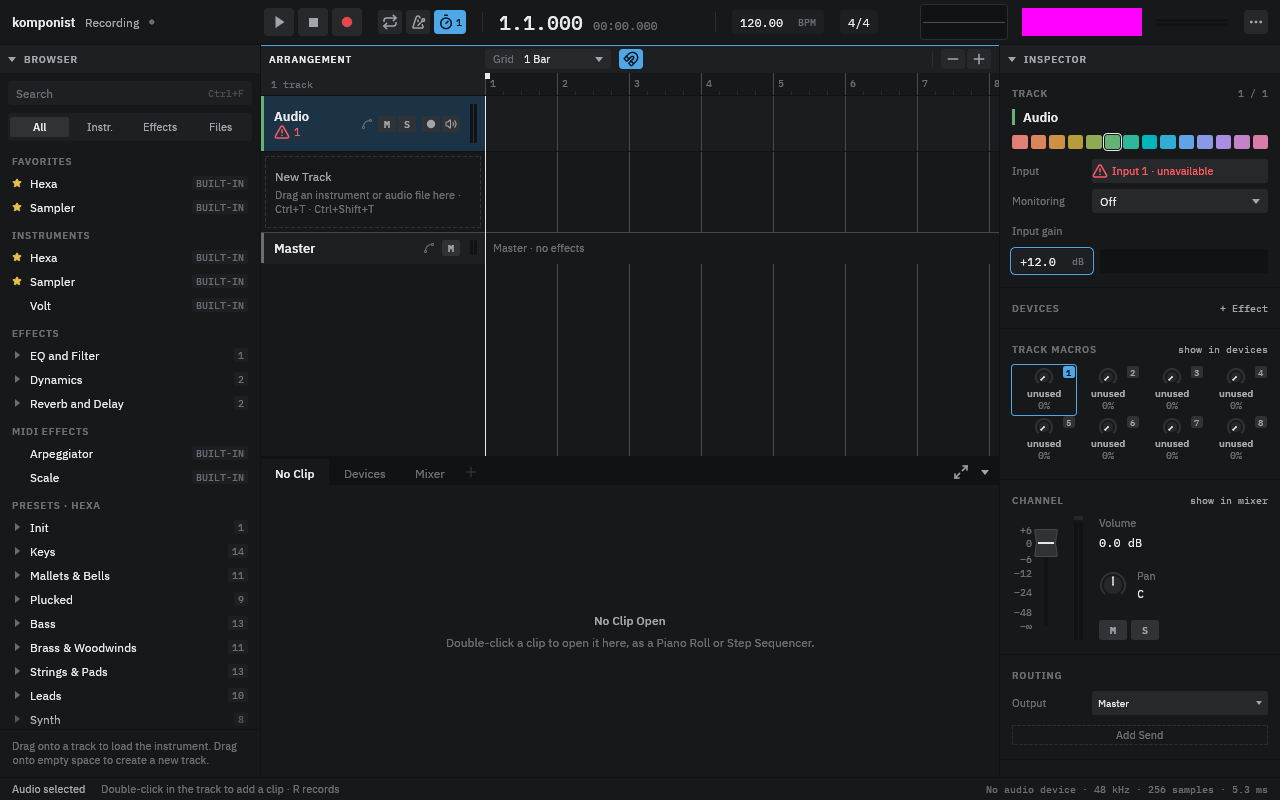 komponist Recording
1
1.1.000 00:00.000
120.00 BPM 4/4
BROWSER
Search Ctrl+F
All Instr. Effects Files
FAVORITES
Hexa BUILT-IN
Sampler BUILT-IN
INSTRUMENTS
Hexa BUILT-IN
Sampler BUILT-IN
Volt BUILT-IN
EFFECTS
EQ and Filter 1
Dynamics 2
Reverb and Delay 2
MIDI EFFECTS
Arpeggiator BUILT-IN
Scale BUILT-IN
PRESETS · HEXA
Init 1
Keys 14
Mallets & Bells 11
Plucked 9
Bass 13
Brass & Woodwinds 11
Strings & Pads 13
Leads 10
Synth 8
Drag onto a track to load the instrument. Drag
onto empty space to create a new track.
ARRANGEMENT Grid 1 Bar
1 track 1 2 3 4 5 6 7 8
Audio
1 M S
New Track
Drag an instrument or audio file here ·
Ctrl+T · Ctrl+Shift+T
Master M Master · no effects
No Clip Devices Mixer
No Clip Open
Double-click a clip to open it here, as a Piano Roll or Step Sequencer.
INSPECTOR
TRACK 1 / 1
Audio
Input Input 1 · unavailable
Monitoring Off
Input gain
+12.0 dB
DEVICES + Effect
TRACK MACROS show in devices
1 2 3 4
unused unused unused unused
0% 0% 0% 0%
5 6 7 8
unused unused unused unused
0% 0% 0% 0%
CHANNEL show in mixer
+6
0
−6
−12
−24
−48
−∞
Volume
0.0 dB
Pan
C
M S
ROUTING
Output Master
Add Send
Audio selected Double-click in the track to add a clip · R records
No audio device · 48 kHz · 256 samples · 5.3 ms